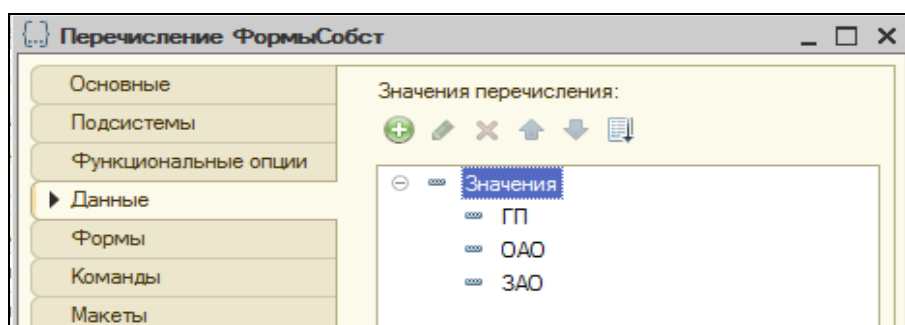 Перечисление ФормыСобст
Основные
Подсистемы
Функциональные опции
Данные
Формы
Команды
Макеты
Значения перечисления:
Значения
ГП
ОАО
ЗАО